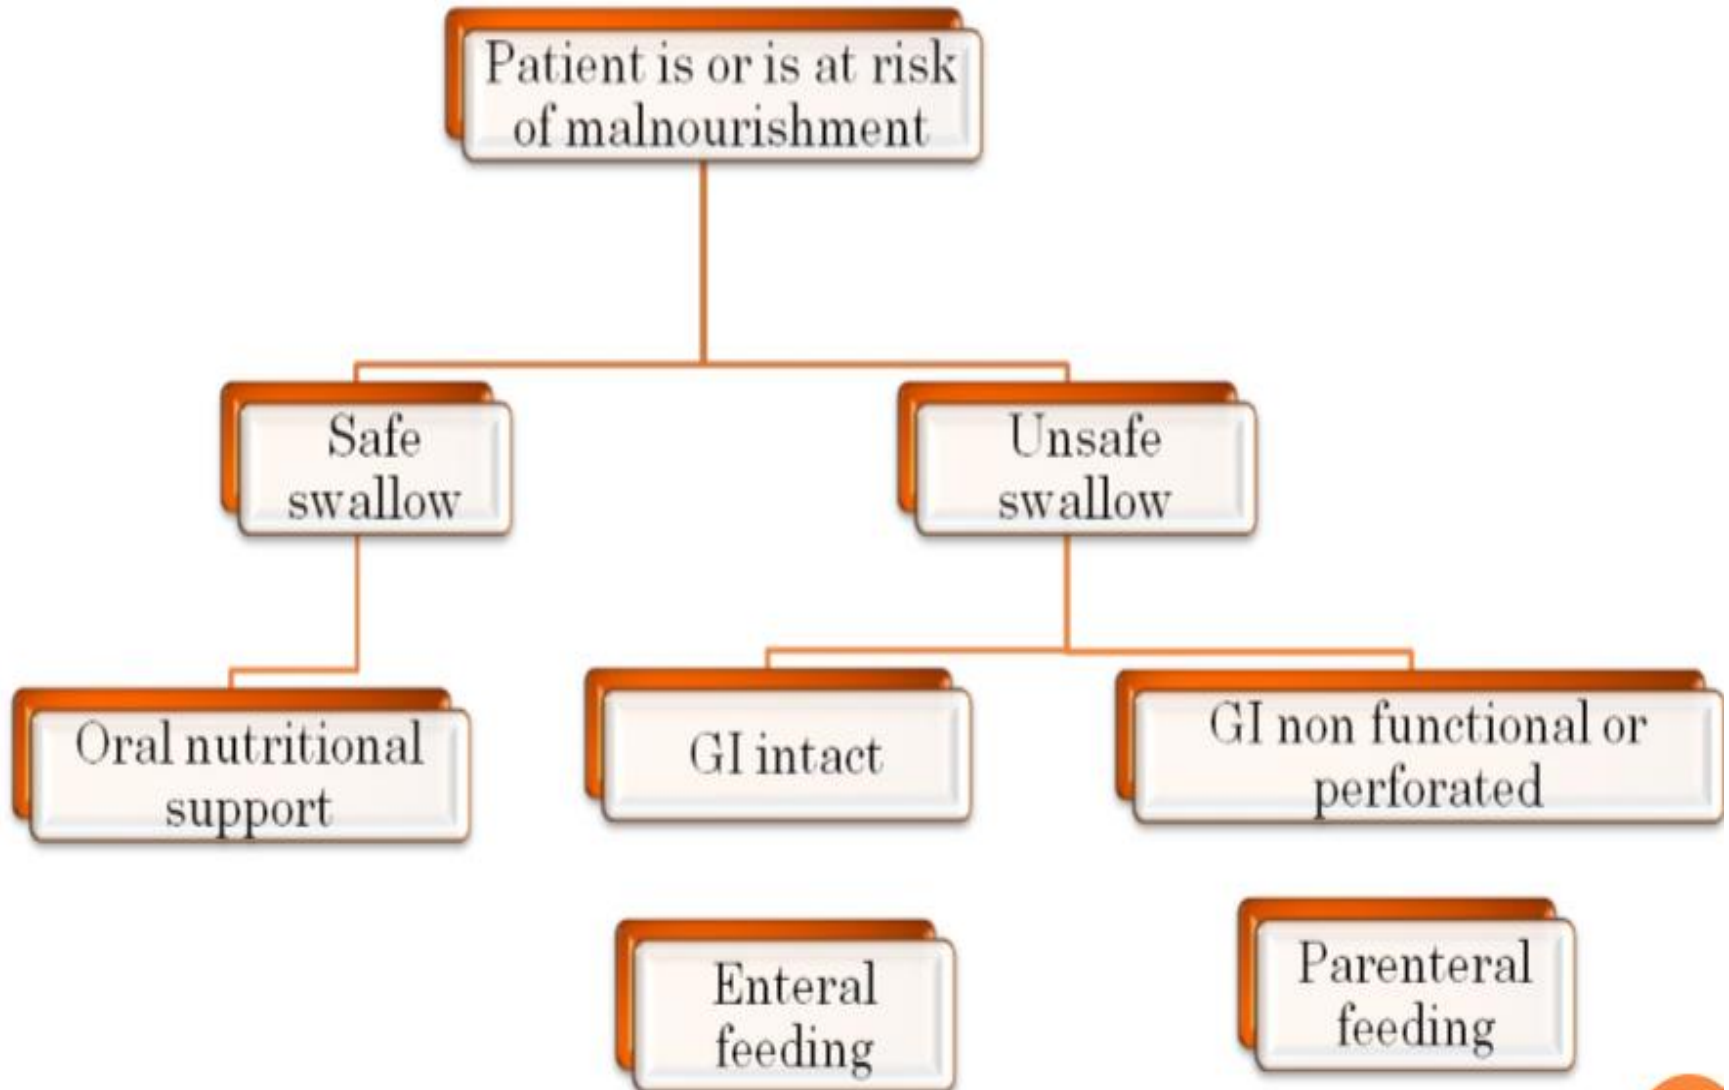 Patient is or is at risk
of malnourishment
Safe
swallow
Unsafe
swallow
Oral nutritional
support
GI intact
GI non functional or
perforated
Enteral
feeding
Parenteral
feeding